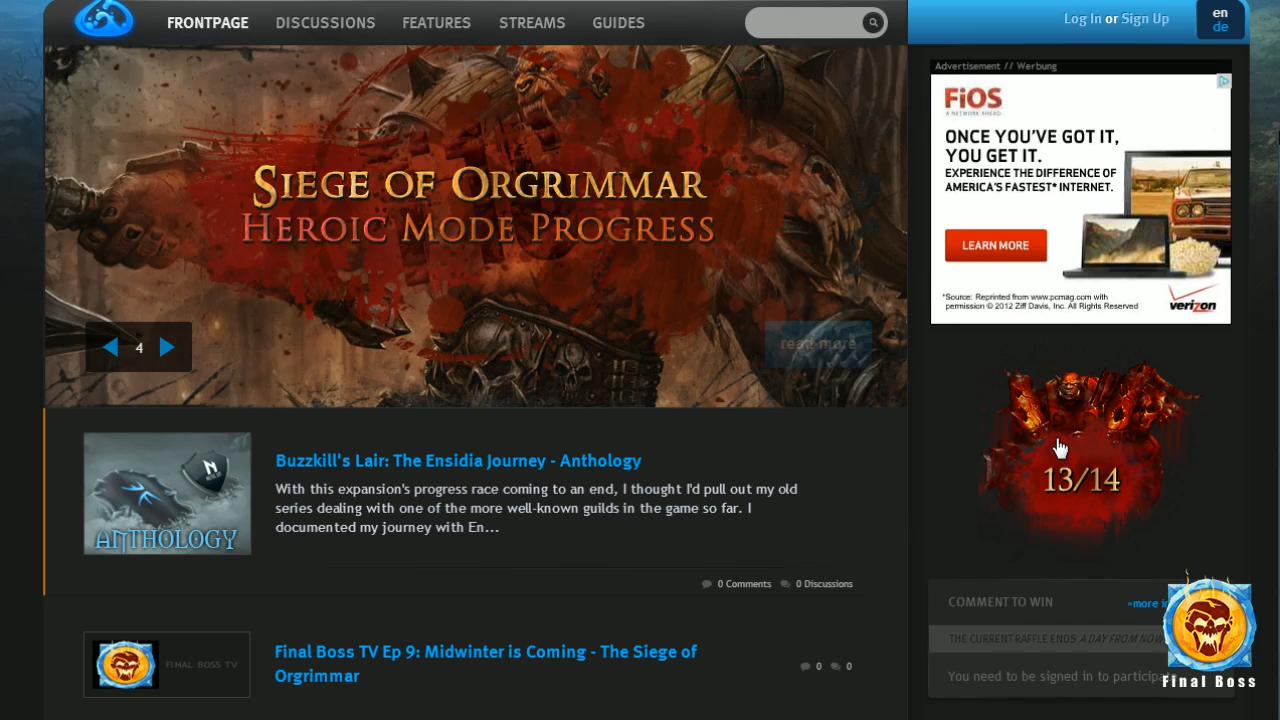 FRONTPAGE DISCUSSIONS FEATURES STREAMS GUIDES
Log In or Sign Up
en
de
SIEGE OF ORGRIMMAR
HEROIC MODE PROGRESS
4
read more
Advertisement // Werbung
FiOS
A NETWORK AHEAD
ONCE YOU'VE GOT IT,
YOU GET IT.
EXPERIENCE THE DIFFERENCE OF
AMERICA'S FASTEST* INTERNET.
LEARN MORE
*Source: Reprinted from www.pcmag.com with
permission © 2012 Ziff Davis, Inc. All Rights Reserved
verizon
13/14
ANTHOLOGY
Buzzkill's Lair: The Ensidia Journey - Anthology
With this expansion's progress race coming to an end, I thought I'd pull out my old
series dealing with one of the more well-known guilds in the game so far. I
documented my journey with En...
0 Comments 0 Discussions
FINAL BOSS TV
Final Boss TV Ep 9: Midwinter is Coming - The Siege of
Orgrimmar
0 0
COMMENT TO WIN
»more
THE CURRENT RAFFLE ENDS A DAY FROM NOW
You need to be signed in to participate
Final Boss